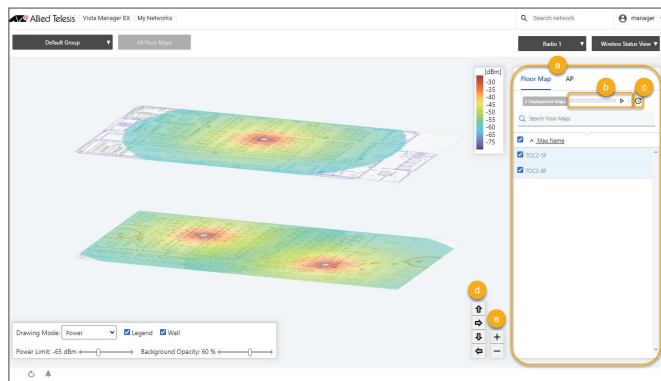 Allied Telesis Vista Manager EX My Networks Search network manager
Default Group All Floor Maps Radio 1 Wireless Status View
a
Floor Map AP
b c
2 Deployment Maps
Search Floor Maps
Map Name
TOC2-5F
TOC2-8F
[dBm]
-30
-35
-40
-45
-50
-55
-60
-65
-75
d
e
Drawing Mode: Power Legend Wall
Power Limit: -65 dBm Background Opacity: 60 %